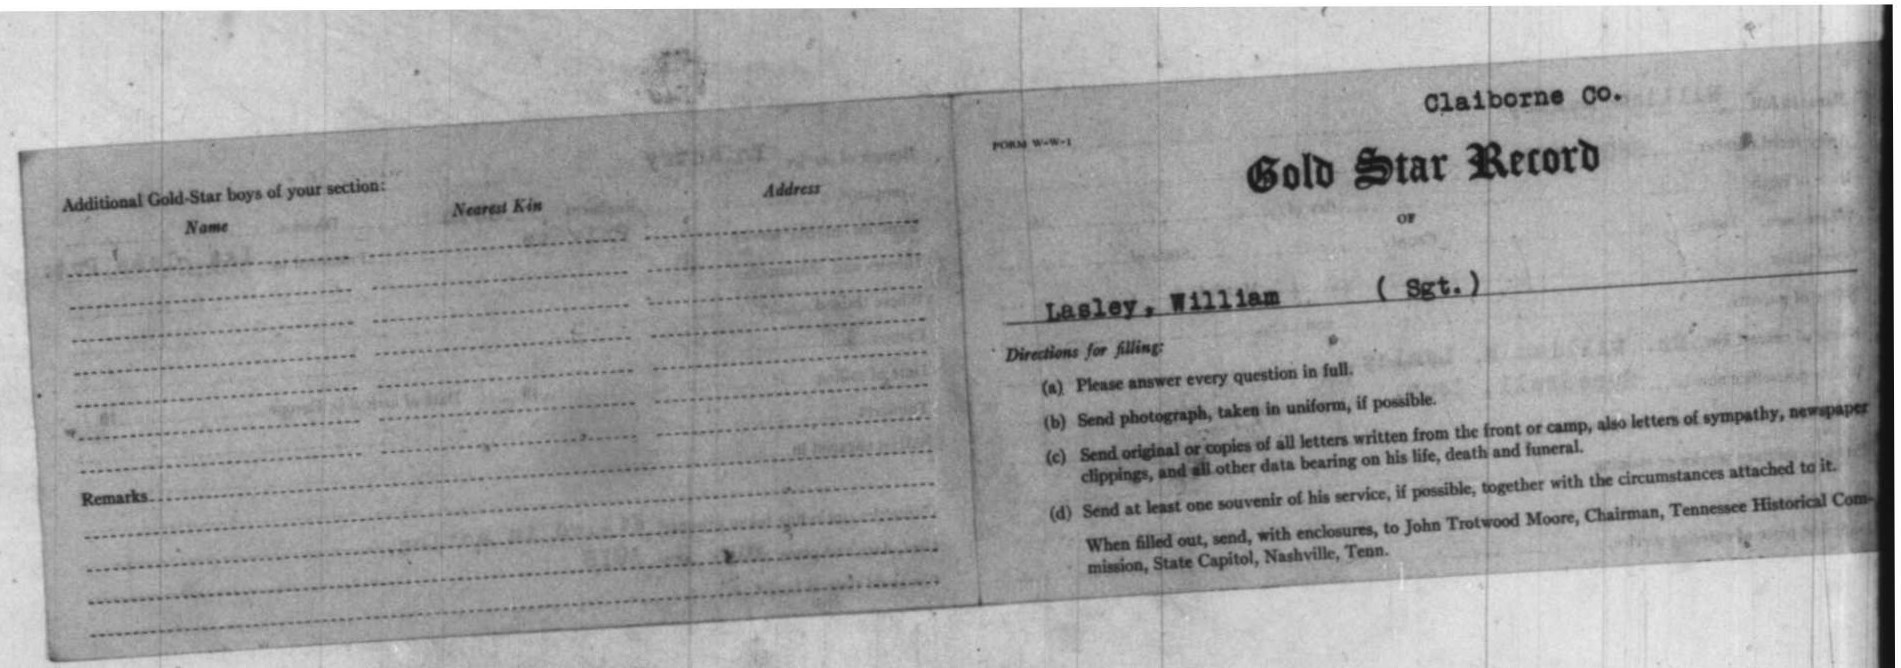 Additional Gold-Star boys of your section:
Name Nearest Kin Address
Remarks
Claiborne Co.
FORM W-W-1
Gold Star Record
OF
Lasley, William ( Sgt.)
Directions for filling:
(a) Please answer every question in full.
(b) Send photograph, taken in uniform, if possible.
(c) Send original or copies of all letters written from the front or camp, also letters of sympathy, newspaper
clippings, and all other data bearing on his life, death and funeral.
(d) Send at least one souvenir of his service, if possible, together with the circumstances attached to it.
When filled out, send, with enclosures, to John Trotwood Moore, Chairman, Tennessee Historical Com-
mission, State Capitol, Nashville, Tenn.